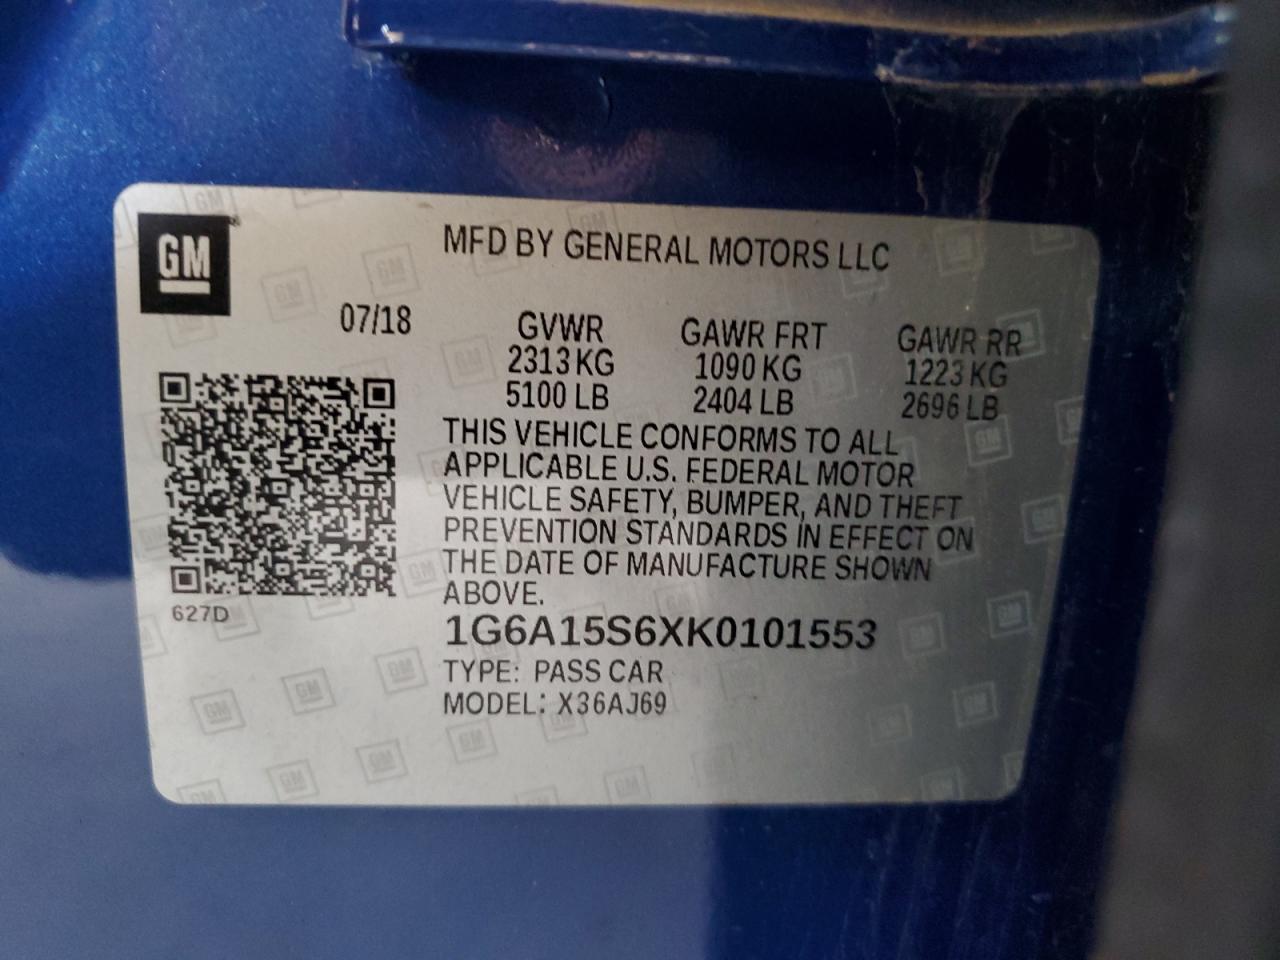 GM
MFD BY GENERAL MOTORS LLC
07/18
GVWR GAWR FRT GAWR RR
2313 KG 1090 KG 1223 KG
5100 LB 2404 LB 2696 LB
THIS VEHICLE CONFORMS TO ALL
APPLICABLE U.S. FEDERAL MOTOR
VEHICLE SAFETY, BUMPER, AND THEFT
PREVENTION STANDARDS IN EFFECT ON
THE DATE OF MANUFACTURE SHOWN
ABOVE.
627D
1G6A15S6XK0101553
TYPE: PASS CAR
MODEL: X36AJ69